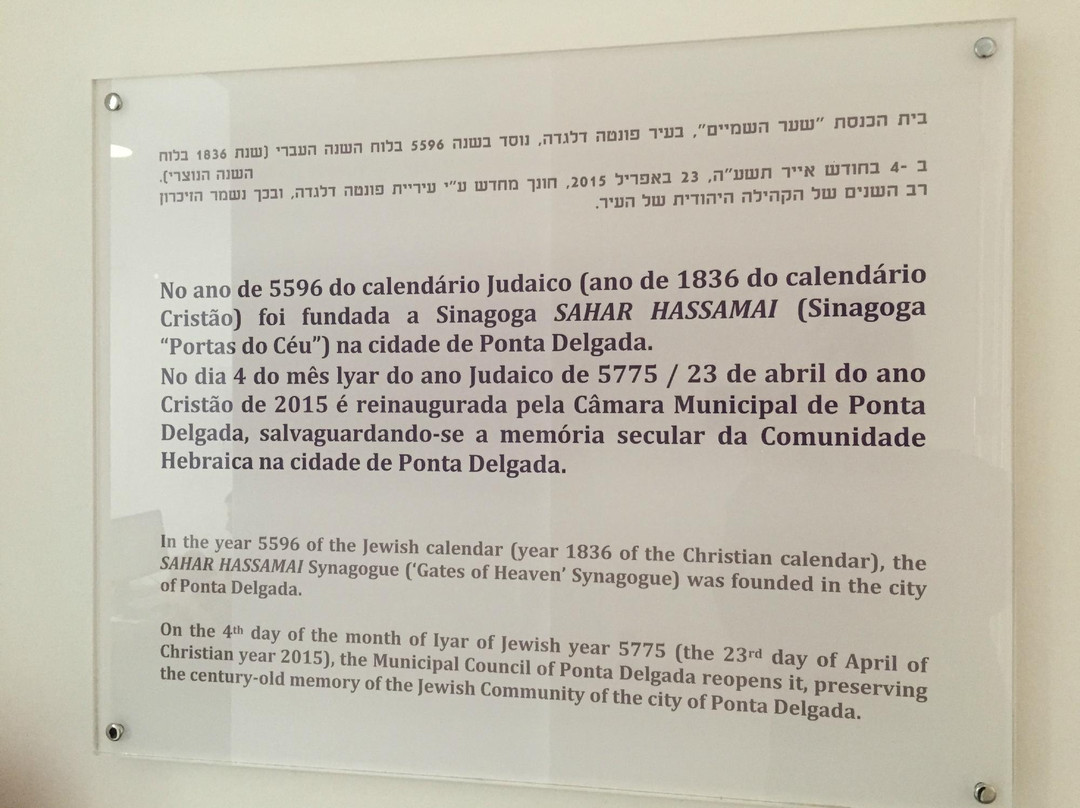 בית הכנסת "שער השמיים", בעיר פונטה דלגדה, נוסד בשנה 5596 בלוח השנה העברי (שנת 1836 בלוח
השנה הנוצרי).
ב -4 בחודש אייר תשע"ה, 23 באפריל 2015, חונך מחדש ע"י עיריית פונטה דלגדה, ובכך נשמר הזיכרון
רב השנים של הקהילה היהודית של העיר.
No ano de 5596 do calendário Judaico (ano de 1836 do calendário
Cristão) foi fundada a Sinagoga SAHAR HASSAMAI (Sinagoga
“Portas do Céu”) na cidade de Ponta Delgada.
No dia 4 do mês lyar do ano Judaico de 5775 / 23 de abril do ano
Cristão de 2015 é reinaugurada pela Câmara Municipal de Ponta
Delgada, salvaguardando-se a memória secular da Comunidade
Hebraica na cidade de Ponta Delgada.
In the year 5596 of the Jewish calendar (year 1836 of the Christian calendar), the
SAHAR HASSAMAI Synagogue (‘Gates of Heaven’ Synagogue) was founded in the city
of Ponta Delgada.
On the 4th day of the month of Iyar of Jewish year 5775 (the 23rd day of April of
Christian year 2015), the Municipal Council of Ponta Delgada reopens it, preserving
the century-old memory of the Jewish Community of the city of Ponta Delgada.